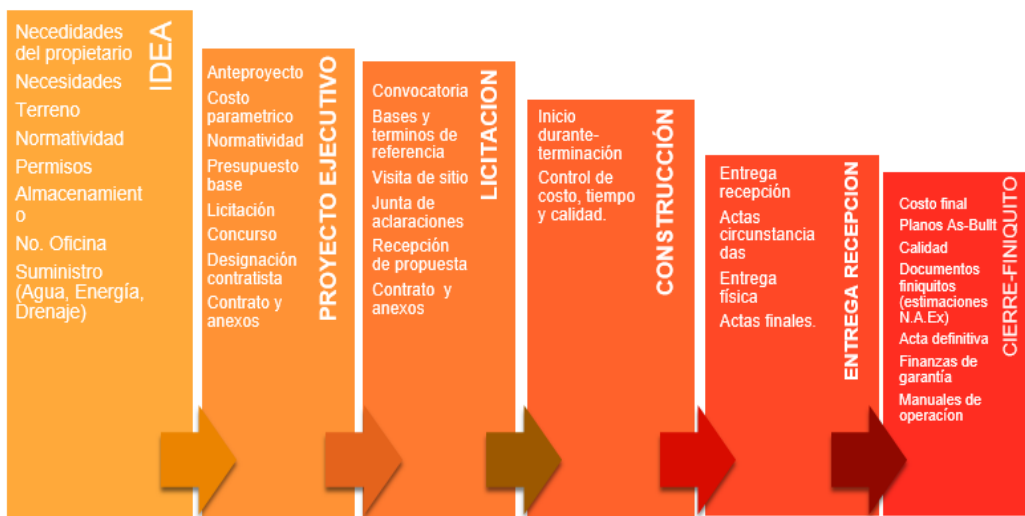 IDEA
Necedidades
del propietario
Necesidades
Terreno
Normatividad
Permisos
Almacenamient
o
No. Oficina
Suministro
(Agua, Energía,
Drenaje)
PROYECTO EJECUTIVO
Anteproyecto
Costo
parametrico
Normatividad
Presupuesto
base
Licitación
Concurso
Designación
contratista
Contrato y
anexos
LICITACION
Convocatoria
Bases y
terminos de
referencia
Visita de sitio
Junta de
aclaraciones
Recepción
de propuesta
Contrato y
anexos
CONSTRUCCIÓN
Inicio
durante-
terminación
Control de
costo, tiempo
y calidad.
ENTREGA RECEPCION
Entrega
recepción
Actas
circunstancia
das
Entrega
física
Actas finales.
CIERRE-FINIQUITO
Costo final
Planos As-Built
Calidad
Documentos
finiquitos
(estimaciones
N.A.Ex)
Acta definitiva
Finanzas de
garantía
Manuales de
operacíon